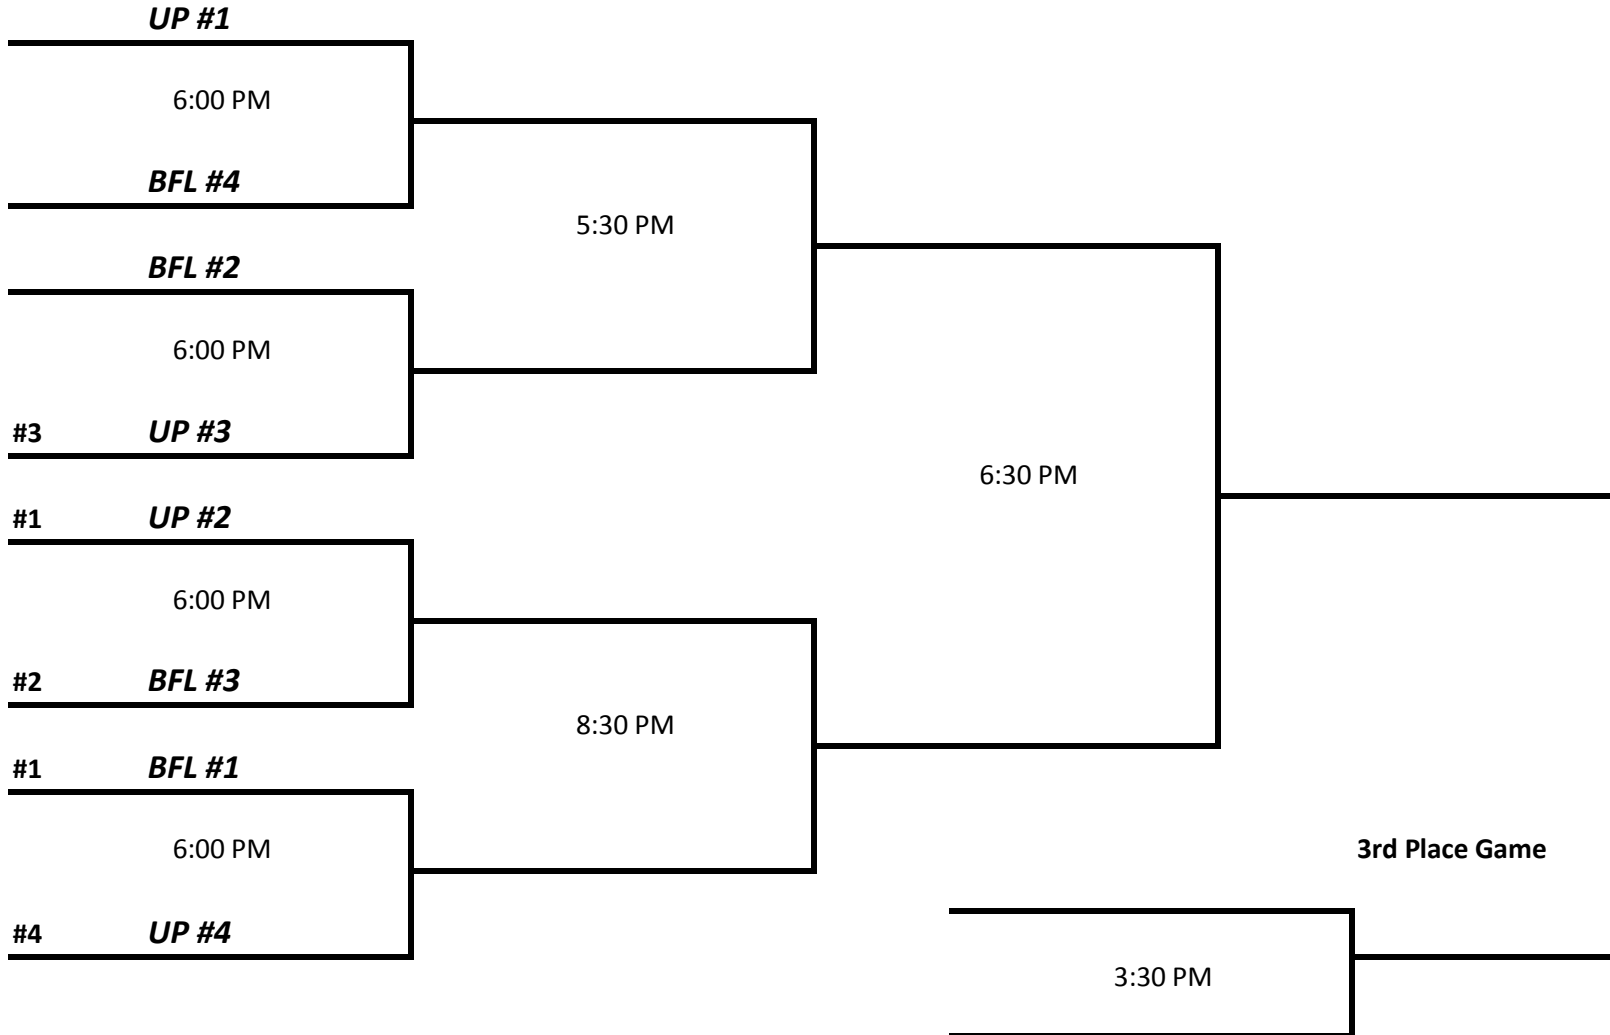 UP #1
6:00 PM
BFL #4
5:30 PM
BFL #2
6:00 PM
#3 UP #3
6:30 PM
#1 UP #2
6:00 PM
#2 BFL #3
8:30 PM
#1 BFL #1
6:00 PM
3rd Place Game
#4 UP #4
3:30 PM